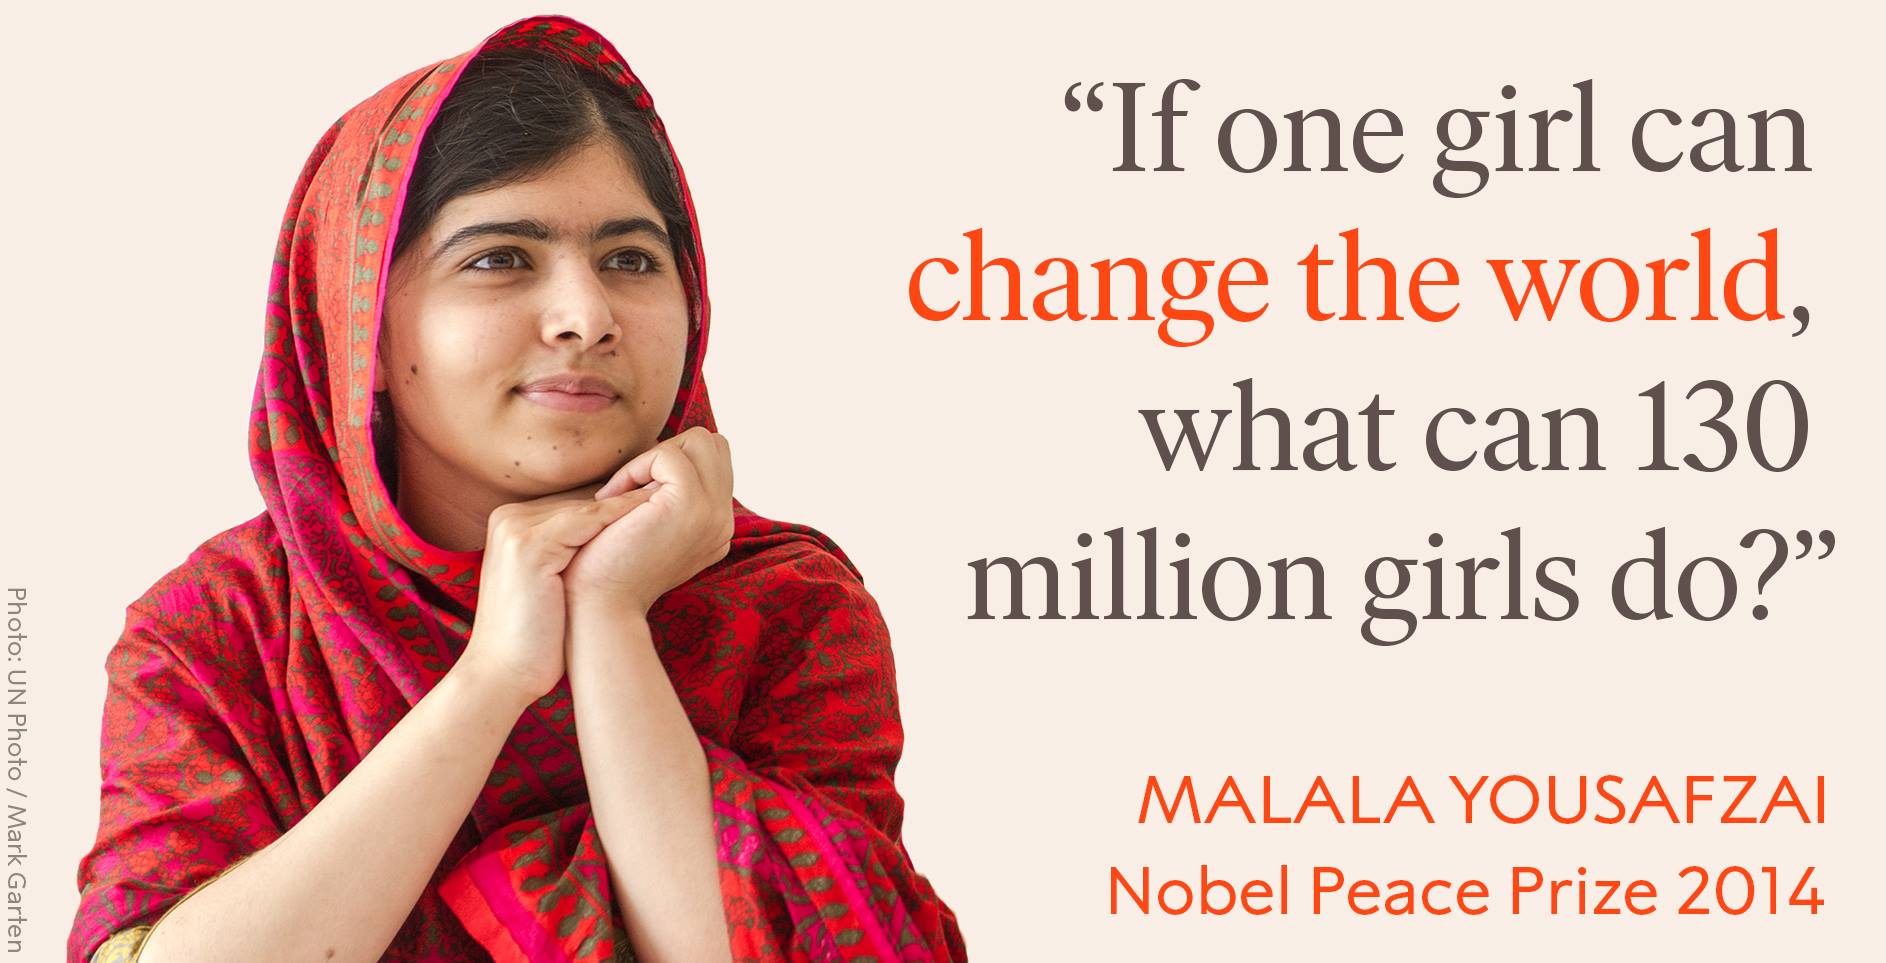 “If one girl can
change the world,
what can 130
million girls do?”
MALALA YOUSAFZAI
Nobel Peace Prize 2014
Photo: UN Photo / Mark Garten